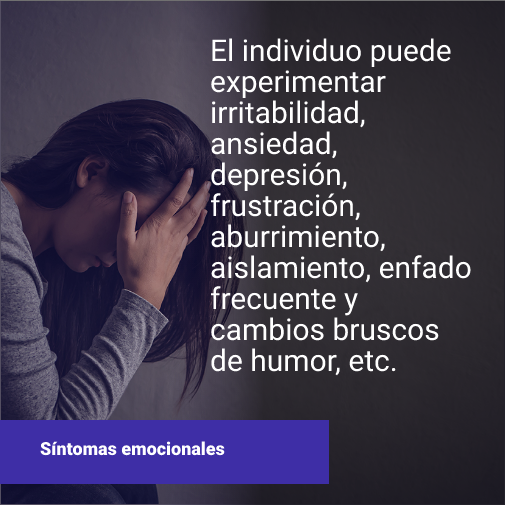 El individuo puede
experimentar
irritabilidad,
ansiedad,
depresión,
frustración,
aburrimiento,
aislamiento, enfado
frecuente y
cambios bruscos
de humor, etc.
Síntomas emocionales